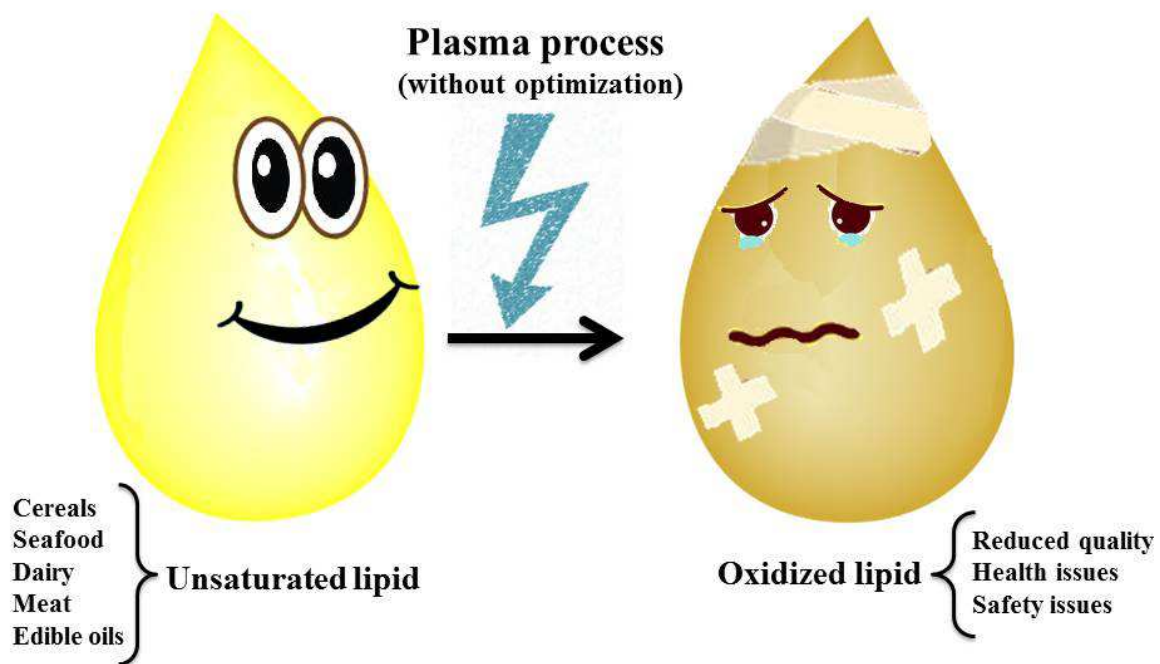 Plasma process
(without optimization)
Cereals
Seafood
Dairy
Meat
Edible oils
Unsaturated lipid
Oxidized lipid
Reduced quality
Health issues
Safety issues